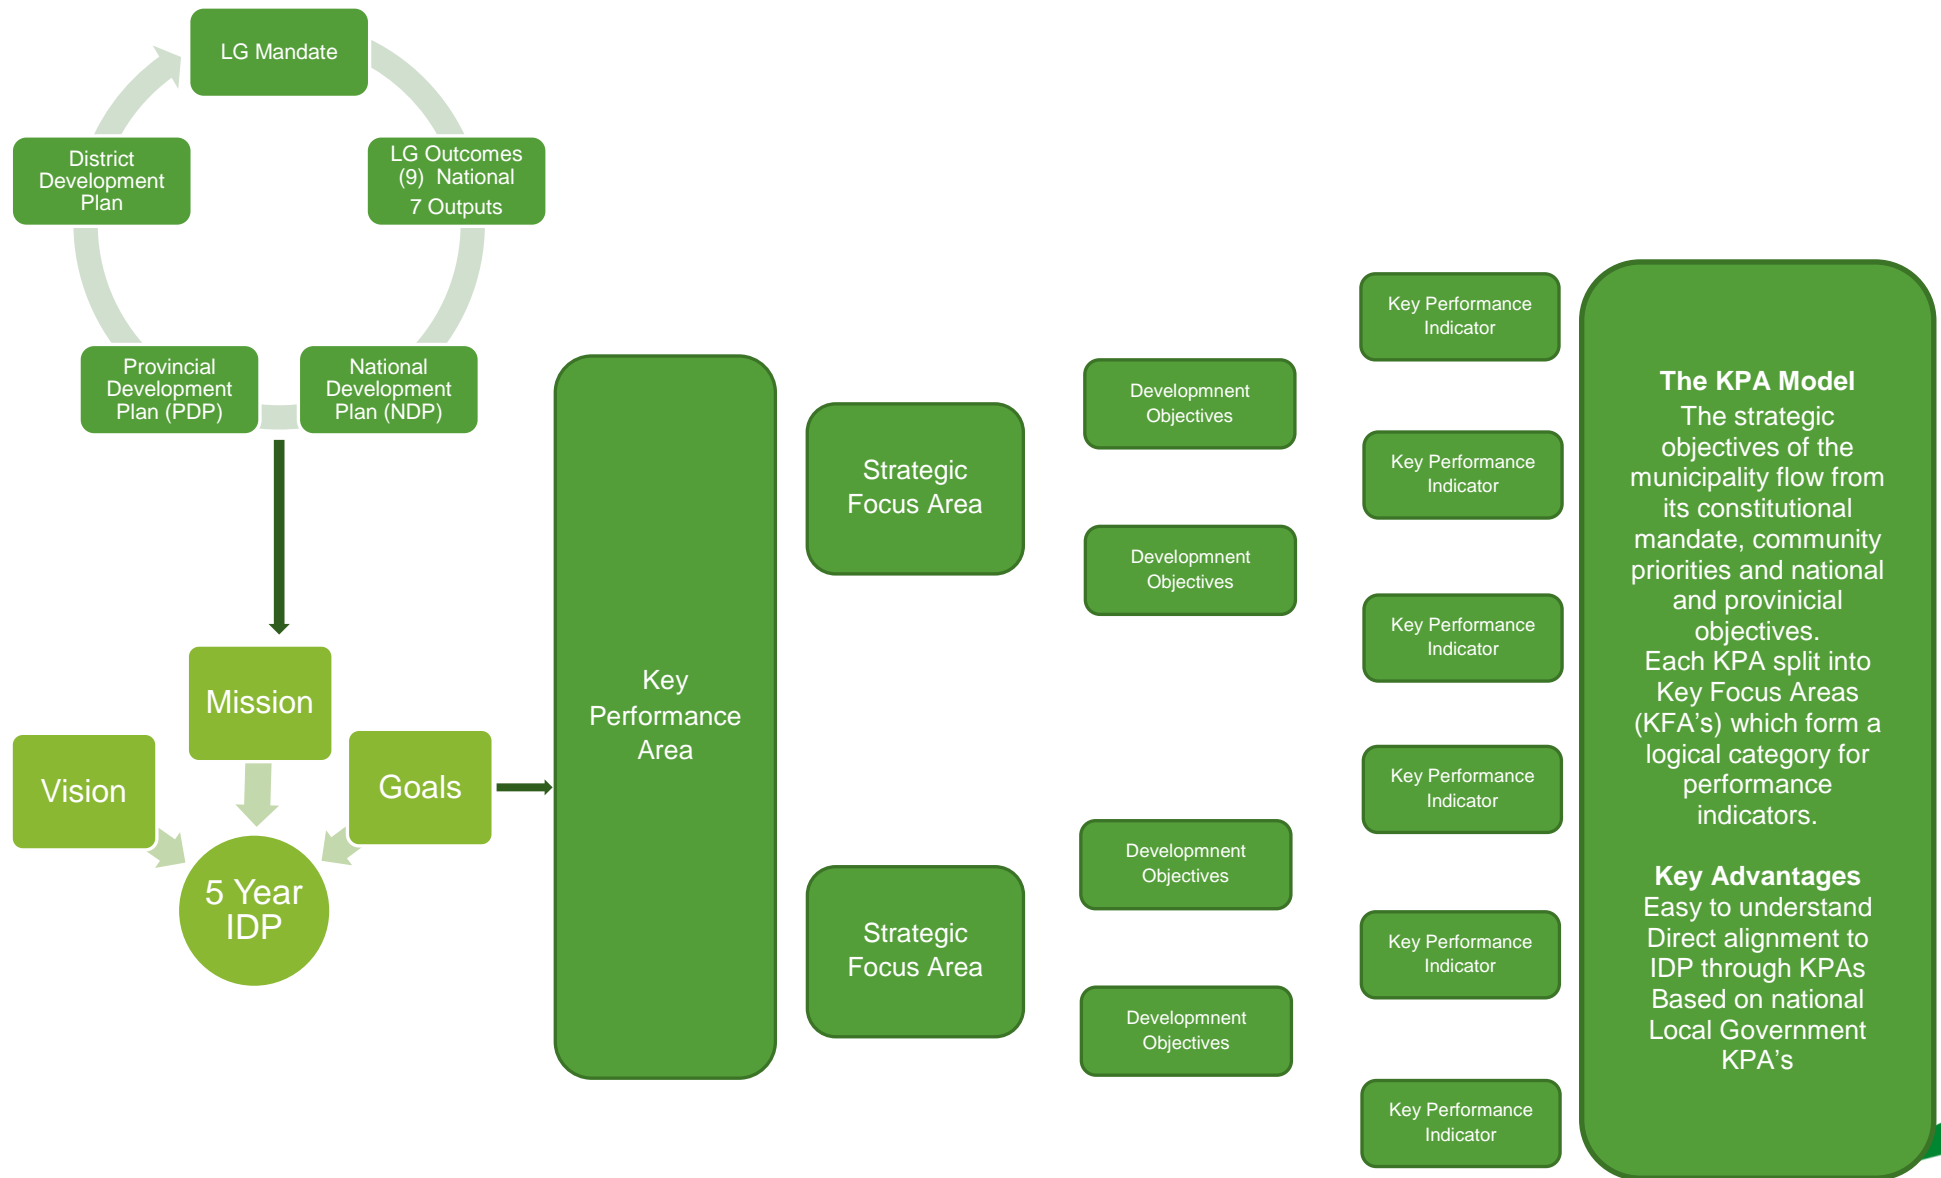 LG Mandate
LG Outcomes
(9)  National
7 Outputs
National
Development
Plan (NDP)
Provincial
Development
Plan (PDP)
District
Development
Plan
Mission
Vision
Goals
5 Year
IDP
Key
Performance
Area
Strategic
Focus Area
Strategic
Focus Area
Developmnent
Objectives
Developmnent
Objectives
Developmnent
Objectives
Developmnent
Objectives
Key Performance
Indicator
Key Performance
Indicator
Key Performance
Indicator
Key Performance
Indicator
Key Performance
Indicator
Key Performance
Indicator
The KPA Model
The strategic
objectives of the
municipality flow from
its constitutional
mandate, community
priorities and national
and provinicial
objectives.
Each KPA split into
Key Focus Areas
(KFA’s) which form a
logical category for
performance
indicators.
Key Advantages
Easy to understand
Direct alignment to
IDP through KPAs
Based on national
Local Government
KPA’s